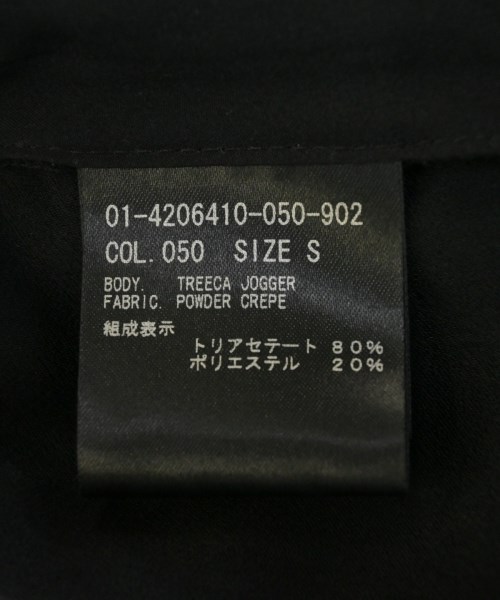 01-4206410-050-902
COL.050 SIZE S
BODY. TREECA JOGGER
FABRIC. POWDER CREPE
組成表示
トリアセテート 80%
ポリエステル 20%